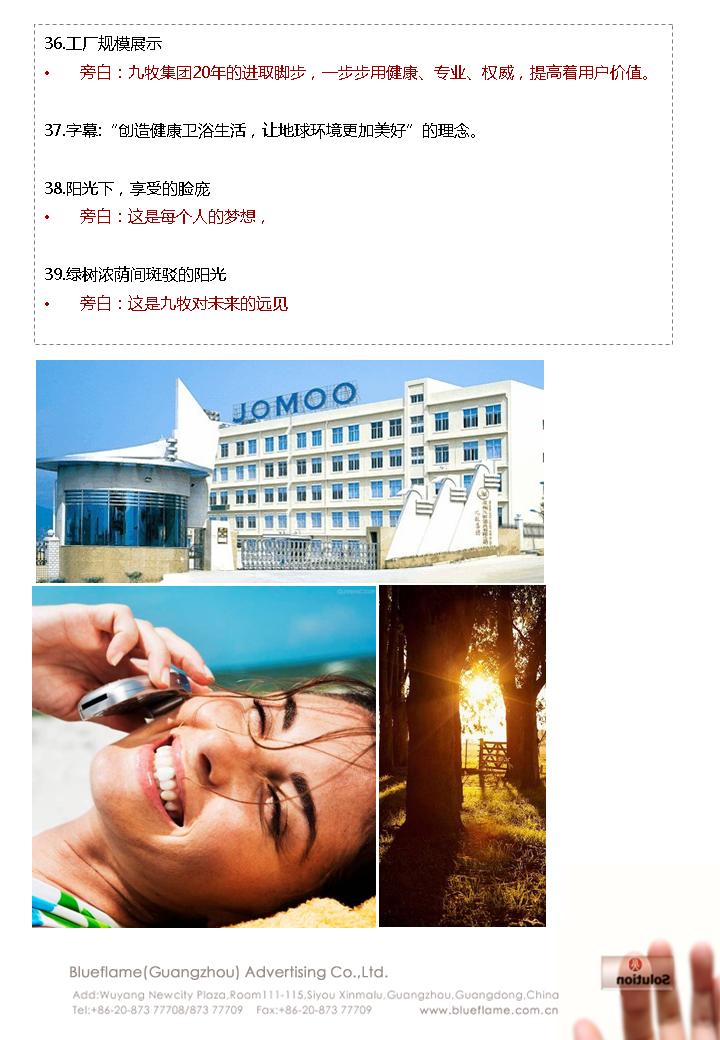 36.工厂规模展示
• 旁白：九牧集团20年的进取脚步，一步步用健康、专业、权威，提高着用户价值。
37.字幕:“创造健康卫浴生活，让地球环境更加美好”的理念。
38.阳光下，享受的脸庞
• 旁白：这是每个人的梦想，
39.绿树浓荫间斑驳的阳光
• 旁白：这是九牧对未来的远见
JOMOO
Blueflame(Guangzhou) Advertising Co.,Ltd.
Add:Wuyang Newcity Plaza,Room111-115,Siyou Xinmalu,Guangzhou,Guangdong,China
Tel:+86-20-873 77708/873 77709 Fax:+86-20-873 77709 www.blueflame.com.cn
Solution